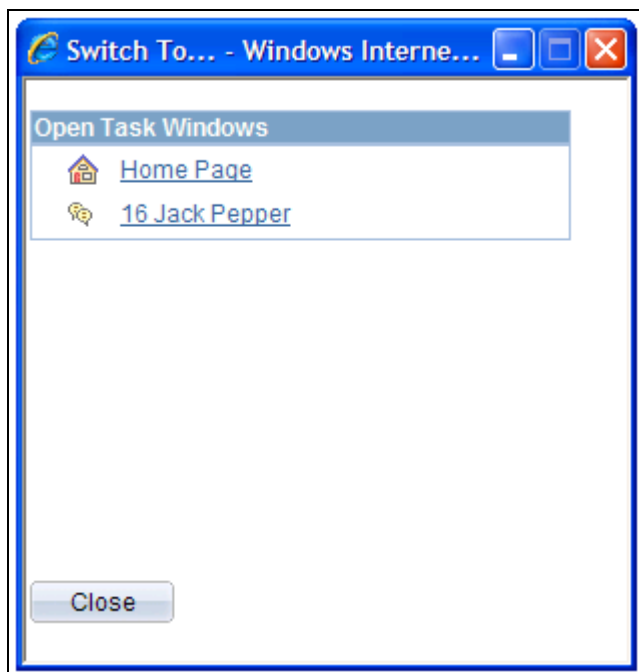 Switch To... - Windows Interne...
Open Task Windows
Home Page
16 Jack Pepper
Close